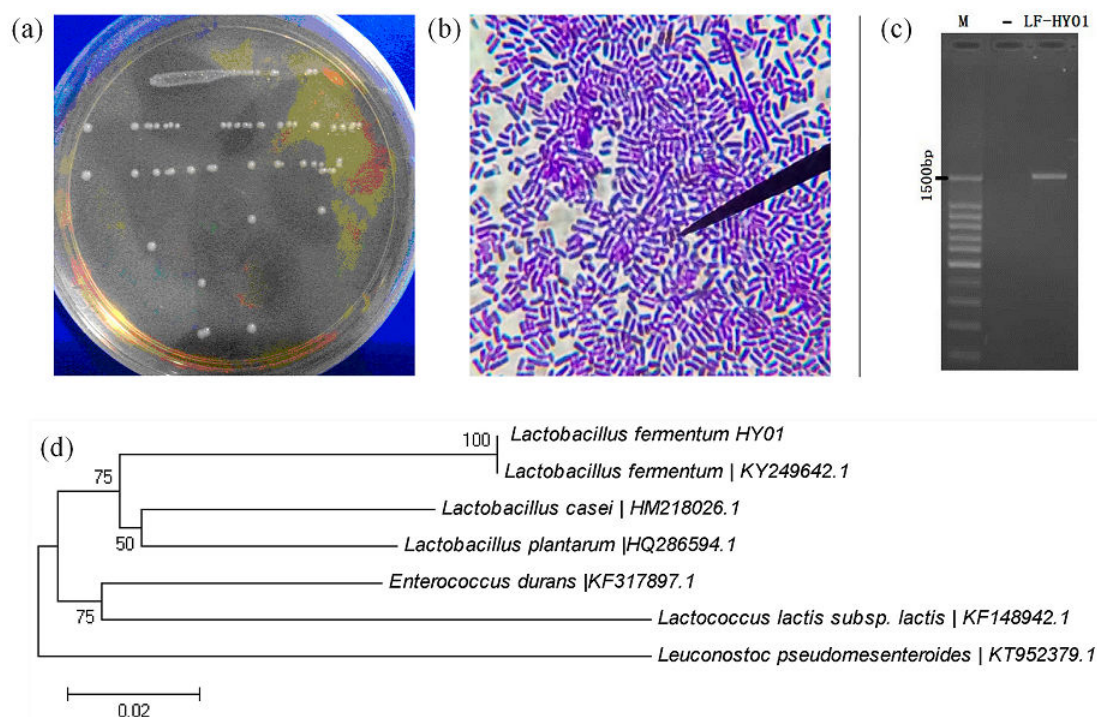 (a)
(b)
(c)
M - LF-HY01
1500bp
(d)
100
Lactobacillus fermentum HY01
75
Lactobacillus fermentum | KY249642.1
Lactobacillus casei | HM218026.1
50
Lactobacillus plantarum |HQ286594.1
Enterococcus durans |KF317897.1
75
Lactococcus lactis subsp. lactis | KF148942.1
Leuconostoc pseudomesenteroides | KT952379.1
0.02